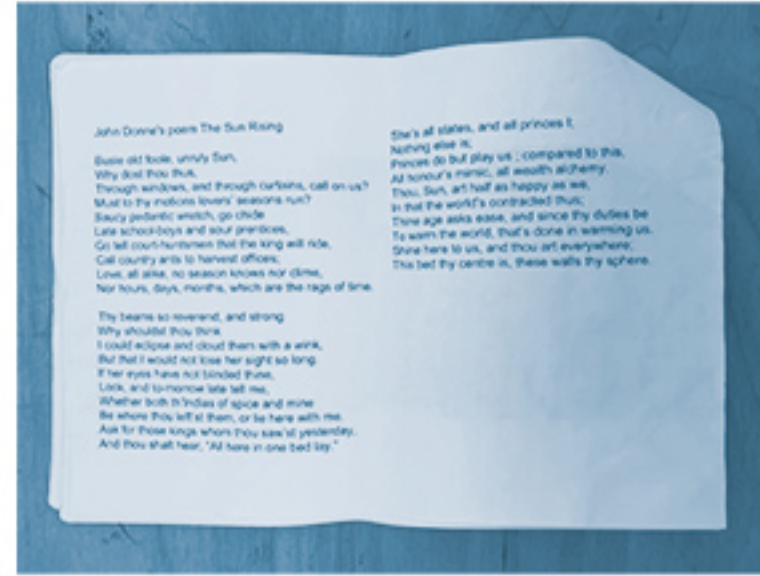 John Donne's poem The Sun Rising
Busie old foole, unruly Sun,
Why dost thou thus,
Through windows, and through curtains, call on us?
Must to thy motions lovers' seasons run?
Saucy pedantic wretch, go chide
Late school-boys and sour prentices,
Go tell court-huntsmen that the king will ride,
Call country ants to harvest offices;
Love, all alike, no season knows nor clime,
Nor hours, days, months, which are the rags of time.
Thy beams so reverend, and strong
Why shouldst thou think
I could eclipse and cloud them with a wink,
But that I would not lose her sight so long.
If her eyes have not blinded thine,
Look, and to-morrow late tell me,
Whether both th'Indias of spice and mine
Be where thou left'st them, or lie here with me.
Ask for those kings whom thou saw'st yesterday,
And thou shalt hear, "All here in one bed lay."
She's all states, and all princes I;
Nothing else is;
Princes do but play us ; compared to this,
All honour's mimic, all wealth alchemy.
Thou, Sun, art half as happy as we,
In that the world's contracted thus;
Thine age asks ease, and since thy duties be
To warm the world, that's done in warming us.
Shine here to us, and thou art everywhere;
This bed thy centre is, these walls thy sphere.